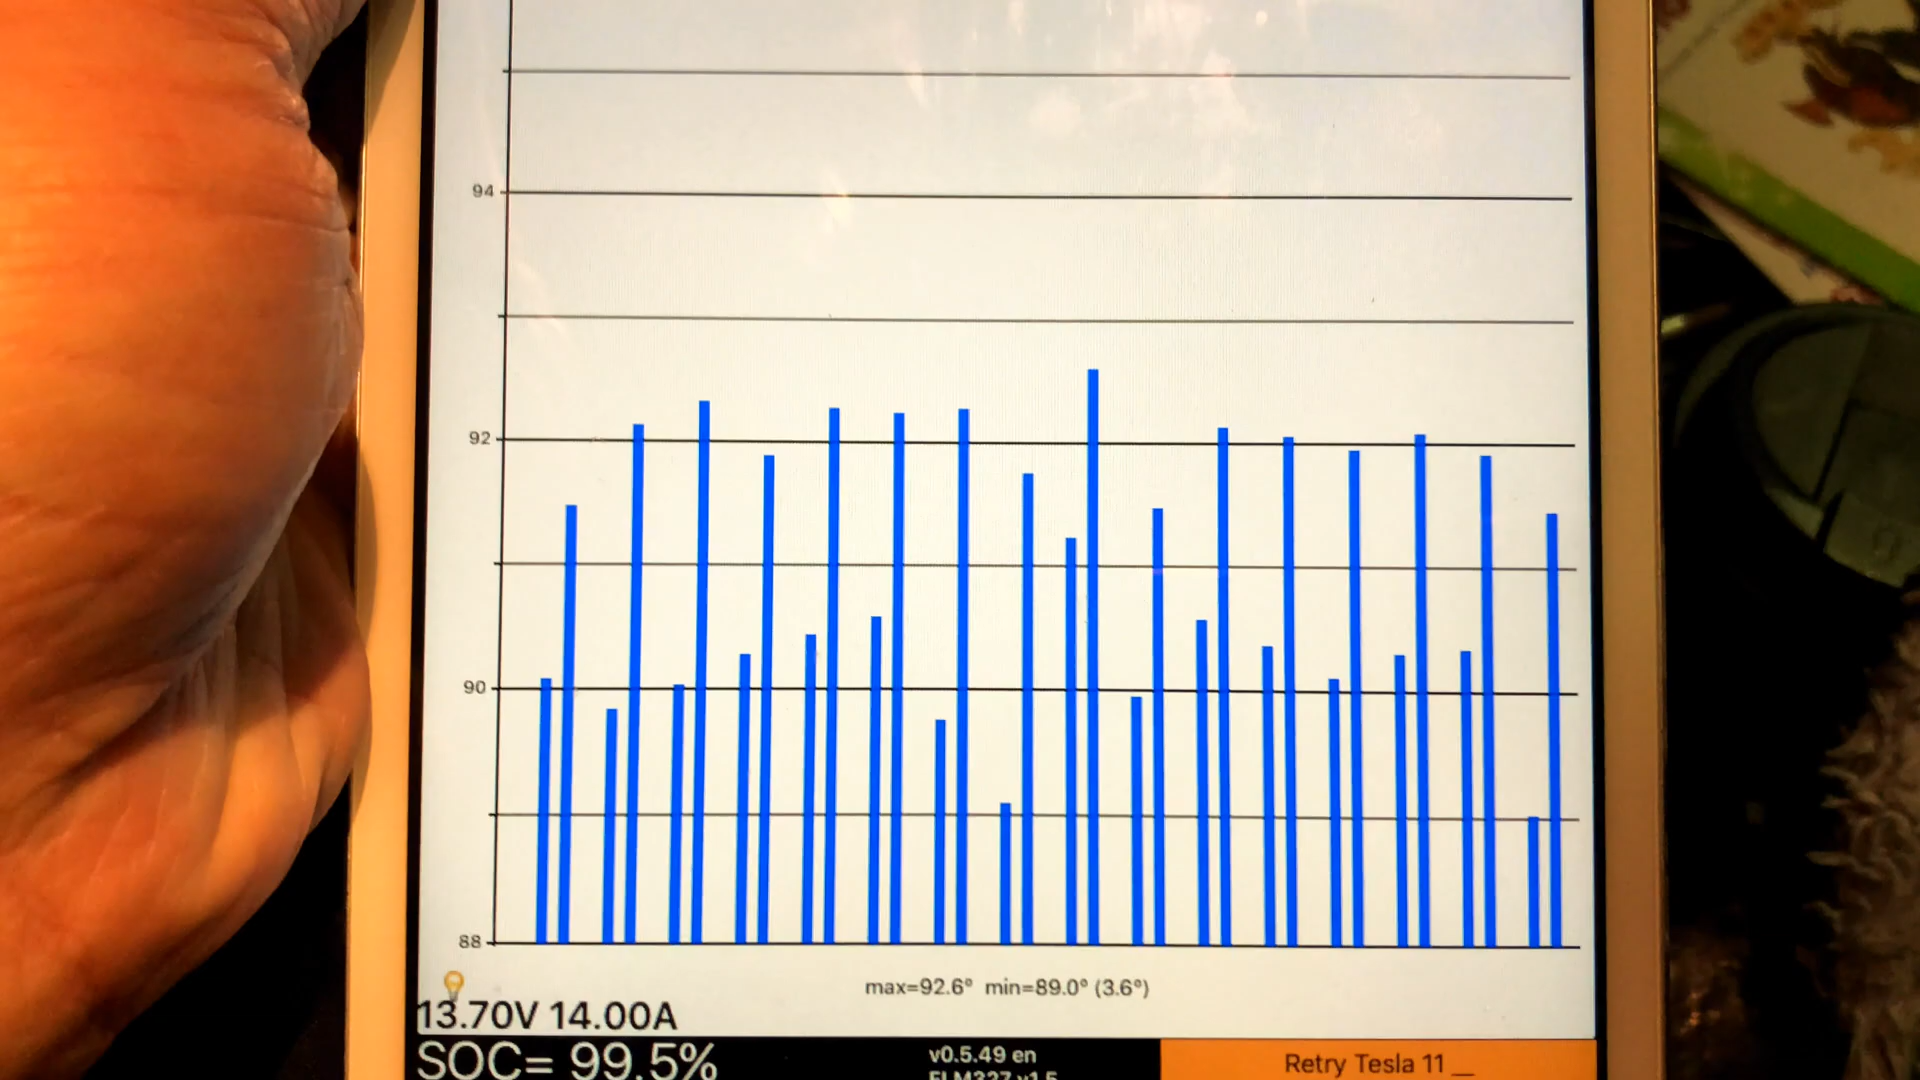 94
92
90
88
max=92.6° min=89.0° (3.6°)
13.70V 14.00A
SOC= 99.5%
v0.5.49 en
ELM327 v1.5
Retry Tesla 11 __